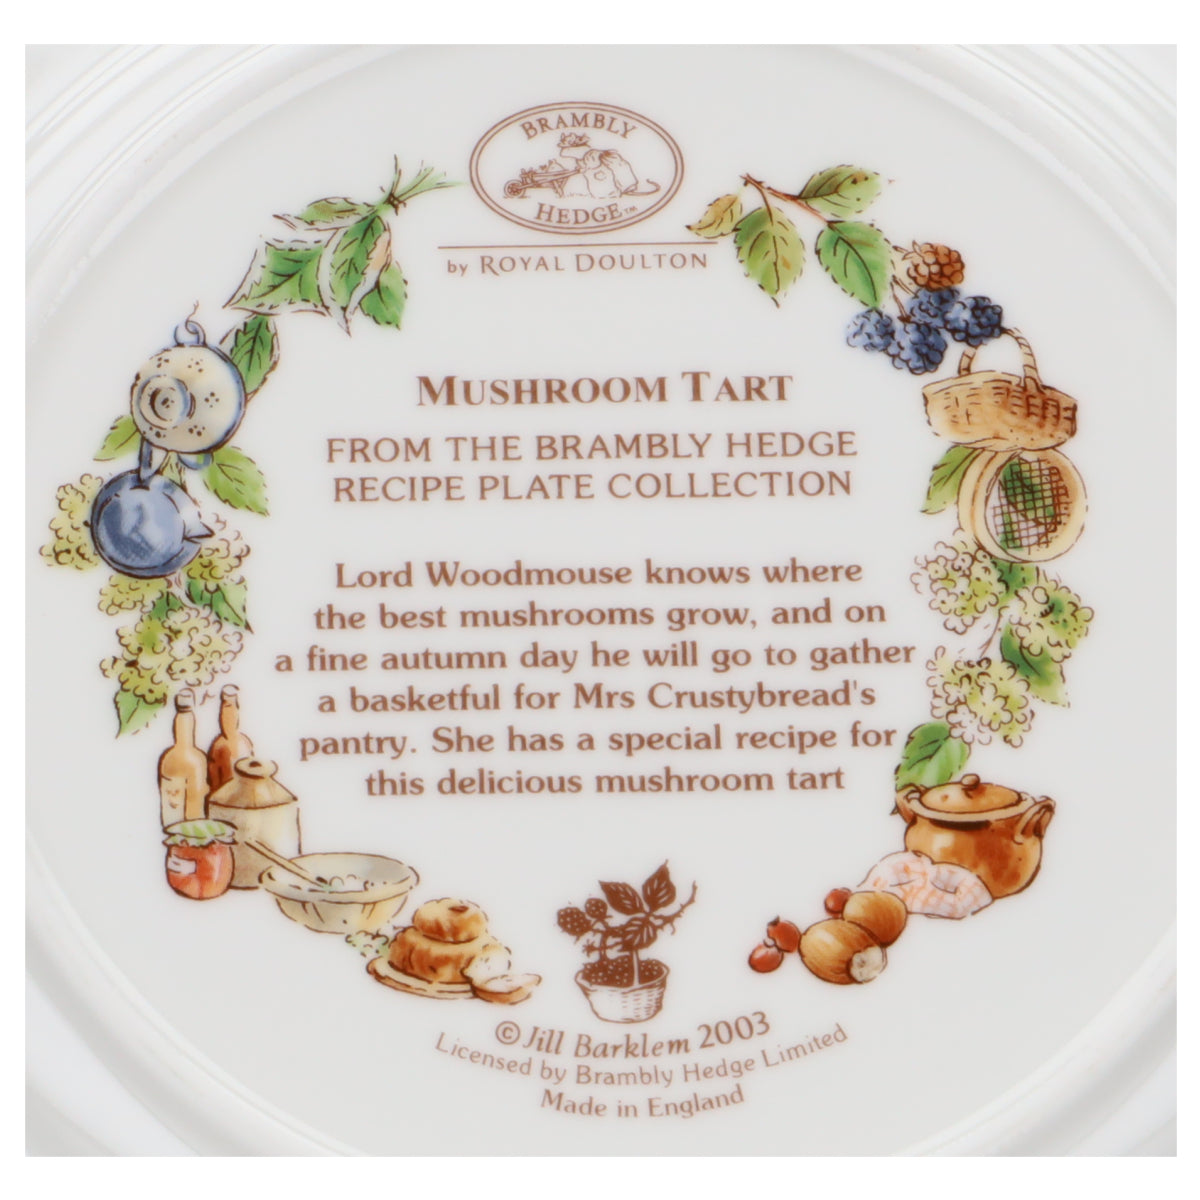 BRAMBLY
HEDGE™
by ROYAL DOULTON
MUSHROOM TART
FROM THE BRAMBLY HEDGE
RECIPE PLATE COLLECTION
Lord Woodmouse knows where
the best mushrooms grow, and on
a fine autumn day he will go to gather
a basketful for Mrs Crustybread's
pantry. She has a special recipe for
this delicious mushroom tart
© Jill Barklem 2003
Licensed by Brambly Hedge Limited
Made in England